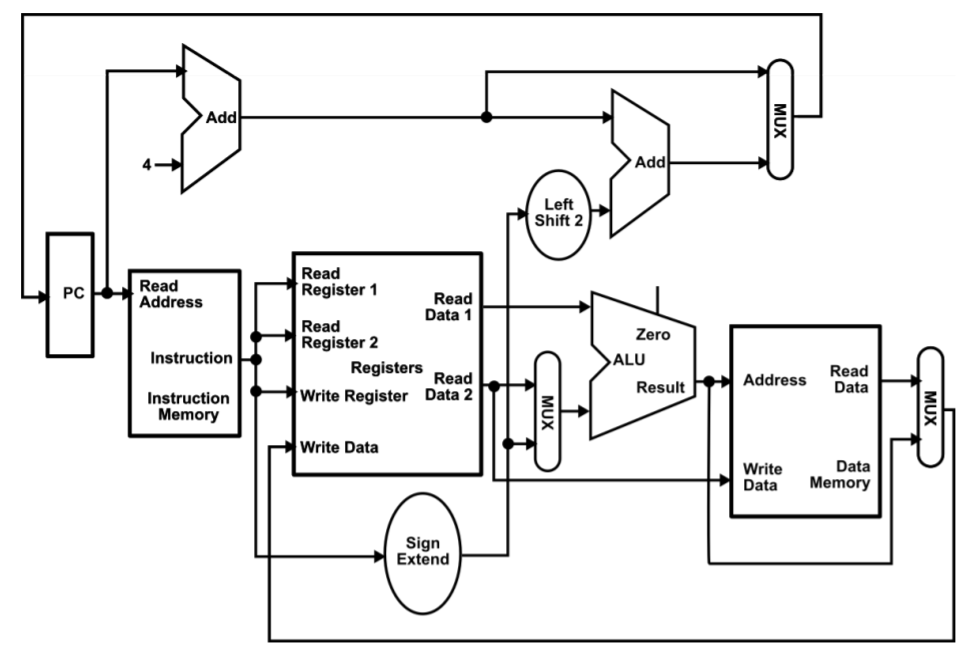 Add
4
MUX
Add
Left
Shift 2
PC
Read
Address
Instruction
Instruction
Memory
Read
Register 1
Read
Register 2
Registers
Write Register
Write Data
Read
Data 1
Read
Data 2
MUX
Zero
ALU
Result
Address
Read
Data
Write
Data
Data
Memory
MUX
Sign
Extend